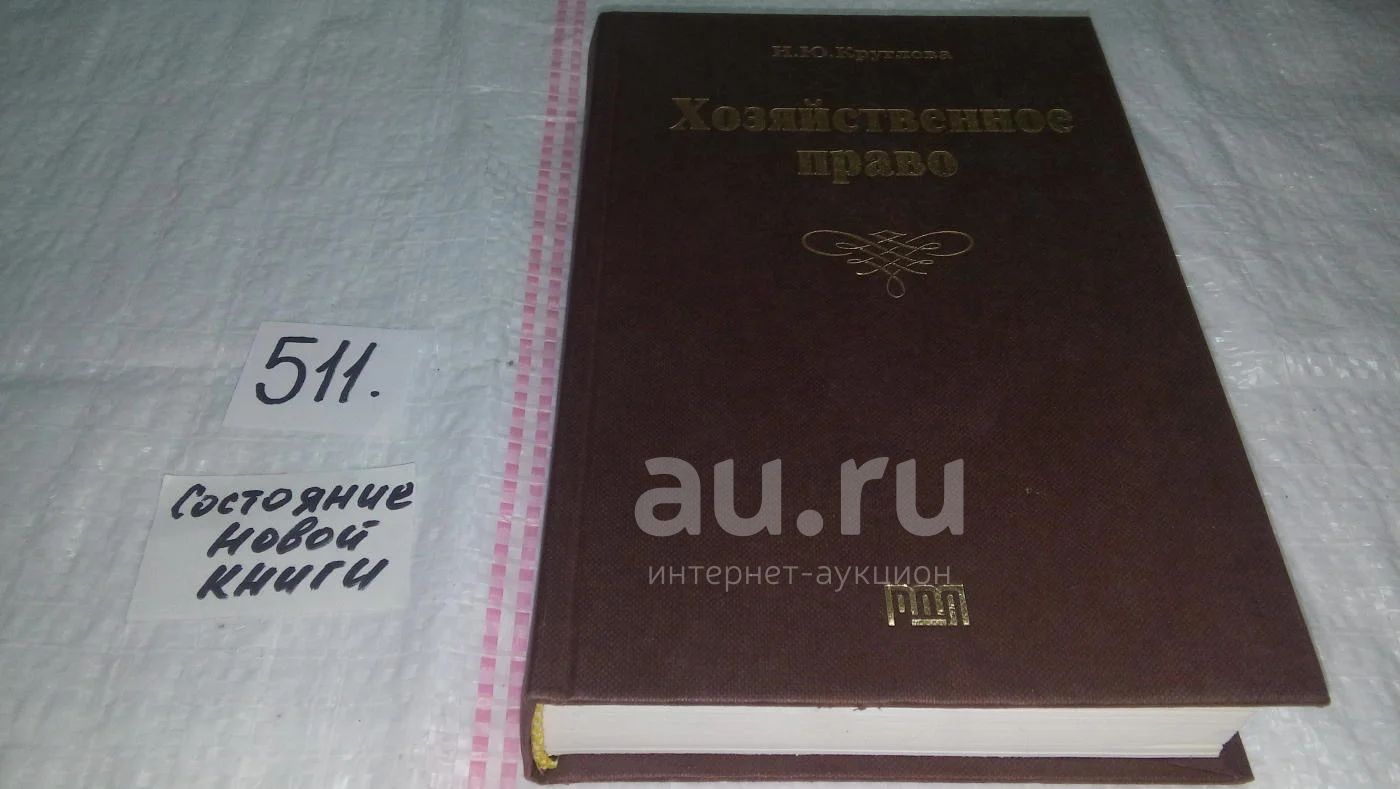 Н.Ю.Круглова
Хозяйственное
право
511.
Состояние
новой
книги
au.ru
интернет-аукцион